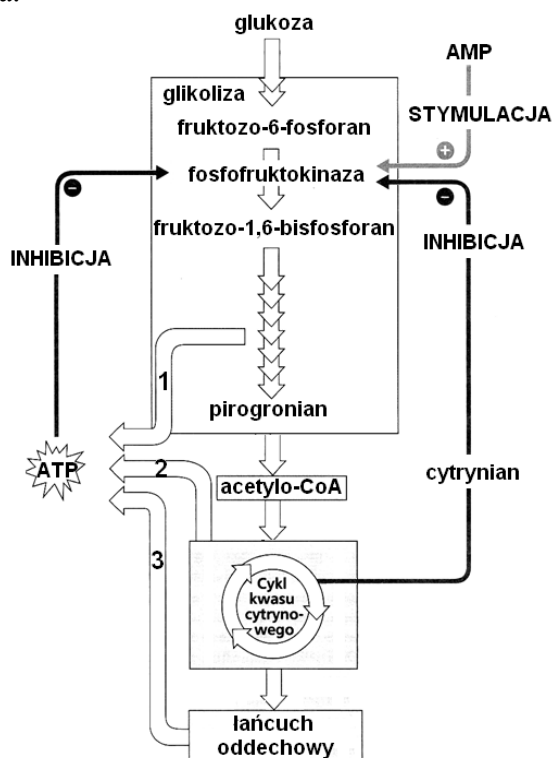 glukoza
AMP
glikoliza
STYMULACJA
fruktozo-6-fosforan
+
fosfofruktokinaza
-
-
fruktozo-1,6-bisfosforan
INHIBICJA
INHIBICJA
1
pirogronian
ATP
2
acetylo-CoA
cytrynian
3
Cykl
kwasu
cytryno-
wego
łańcuch
oddechowy